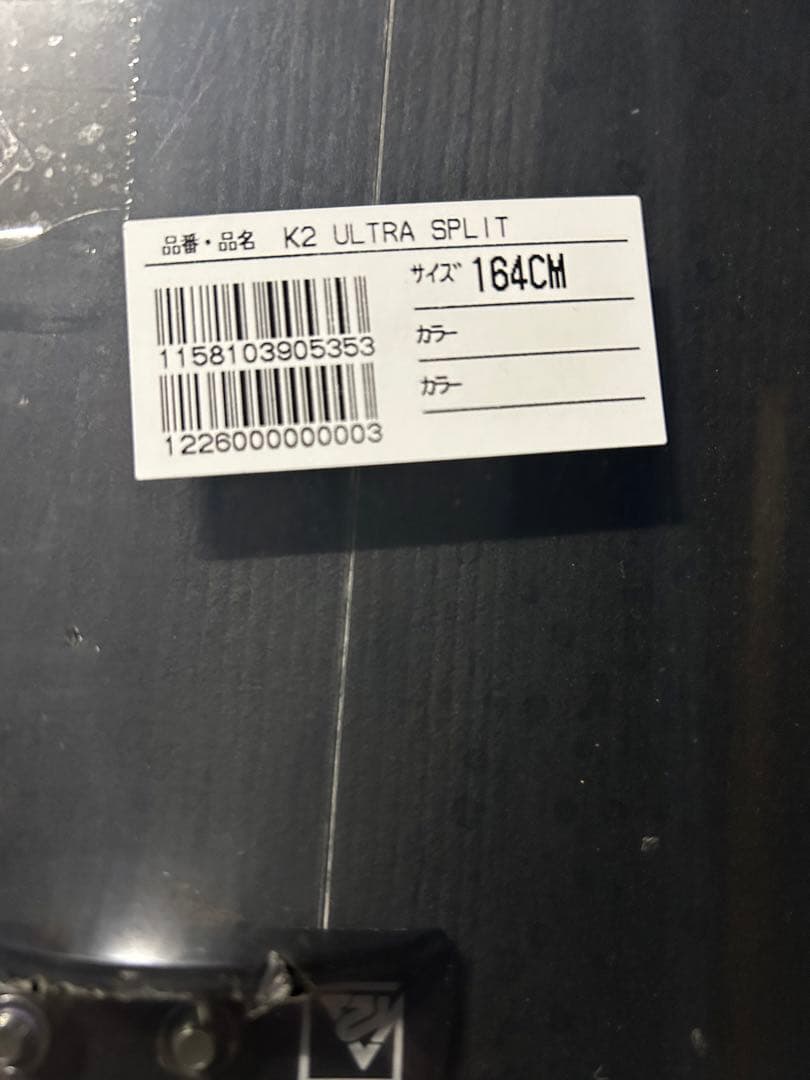 品番・品名 K2 ULTRA SPLIT
サイズ 164CM
1158103905353
カラー
カラー
1226000000003
K2